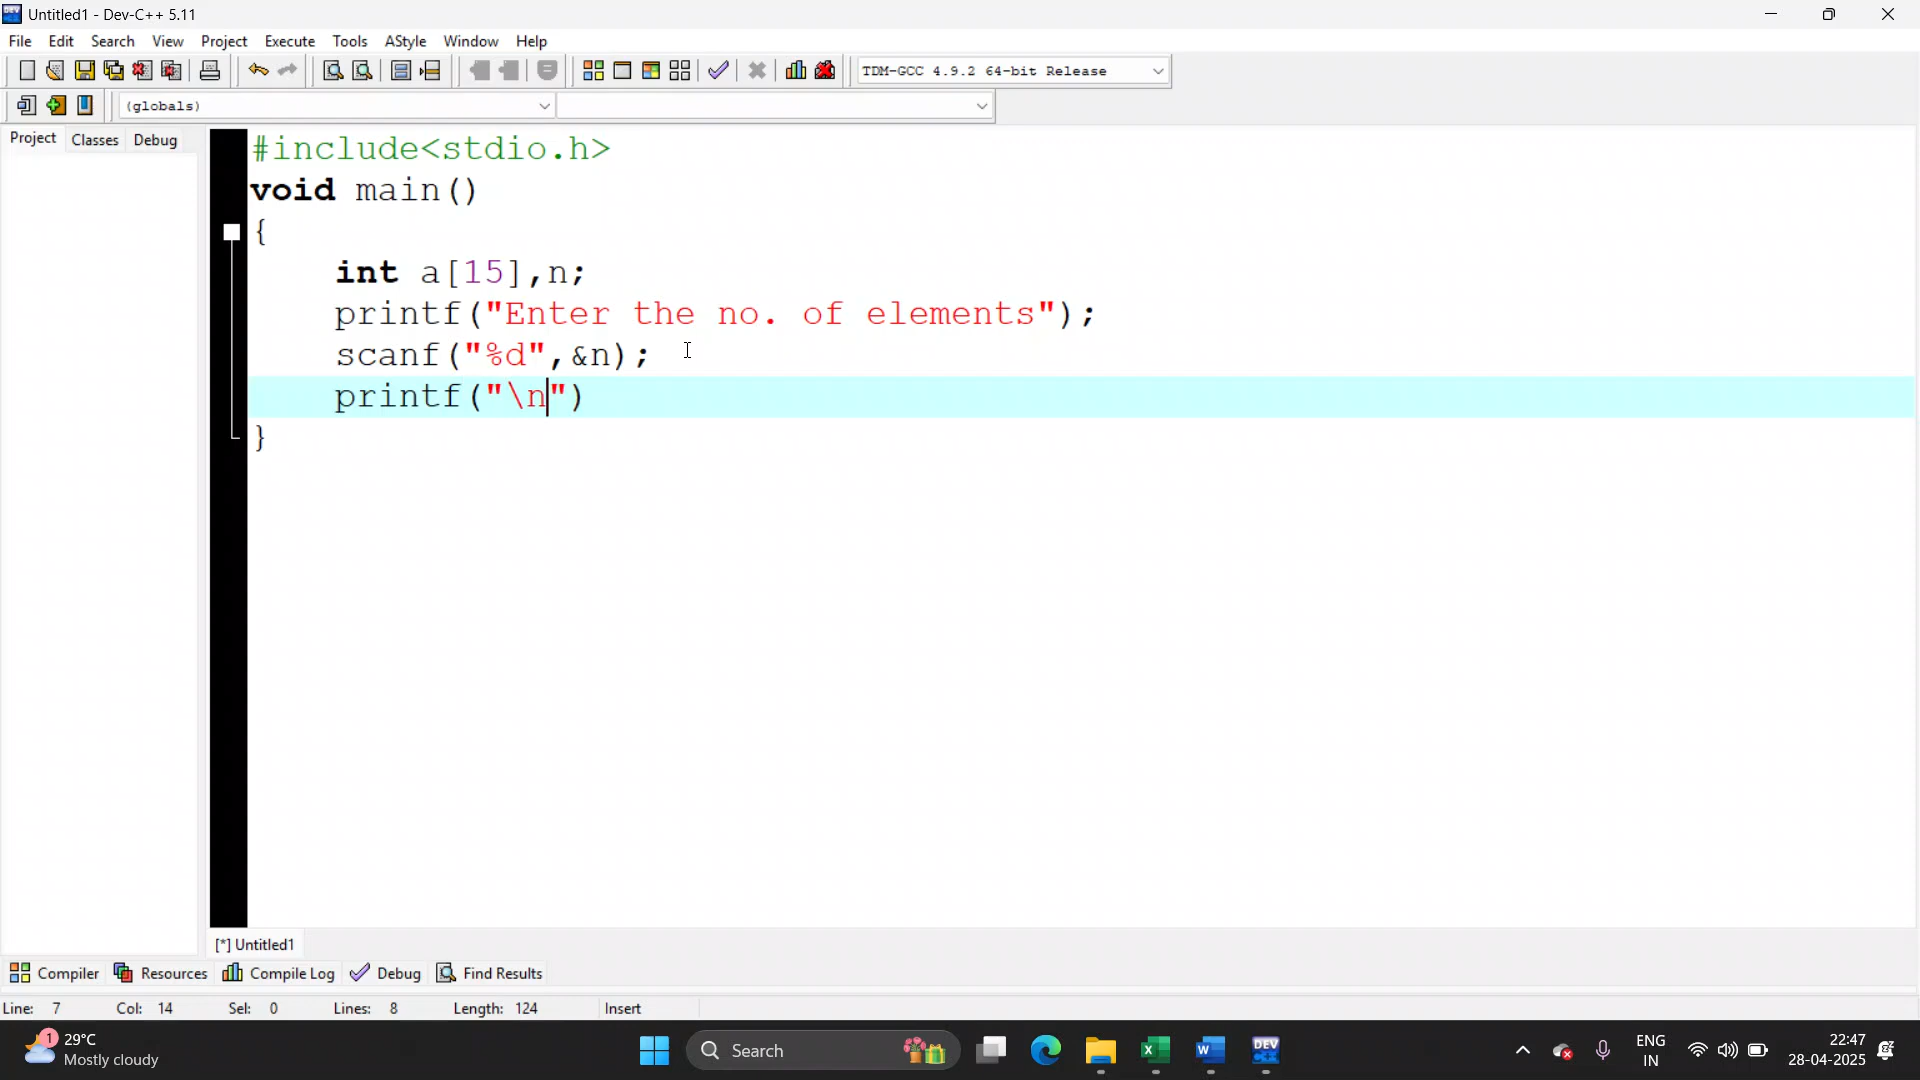 Untitled1 - Dev-C++ 5.11
File Edit Search View Project Execute Tools AStyle Window Help
TDM-GCC 4.9.2 64-bit Release
(globals)
Project Classes Debug
#include<stdio.h>
void main()
{
int a[15],n;
printf("Enter the no. of elements");
scanf("%d",&n);
printf("\n")
}
[*] Untitled1
Compiler Resources Compile Log Debug Find Results
Line: 7 Col: 14 Sel: 0 Lines: 8 Length: 124 Insert
1
29°C
Mostly cloudy
Search
DEV
ENG
IN
22:47
28-04-2025